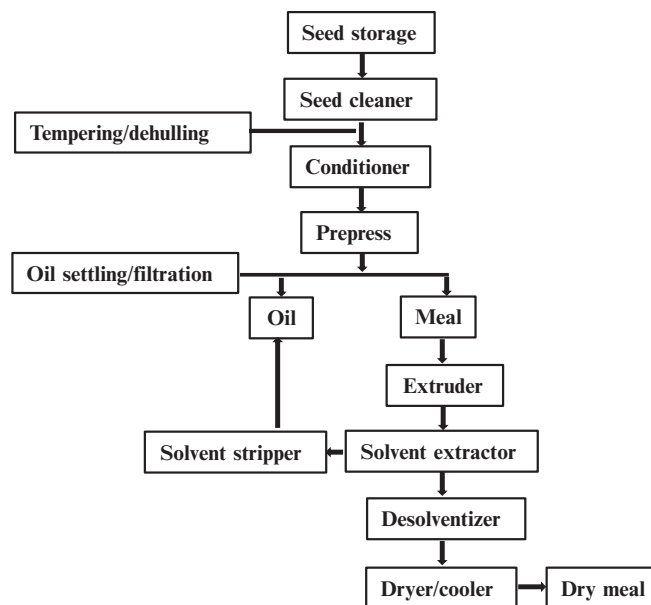 Seed storage
Seed cleaner
Tempering/dehulling
Conditioner
Prepress
Oil settling/filtration
Oil
Meal
Extruder
Solvent stripper
Solvent extractor
Desolventizer
Dryer/cooler
Dry meal